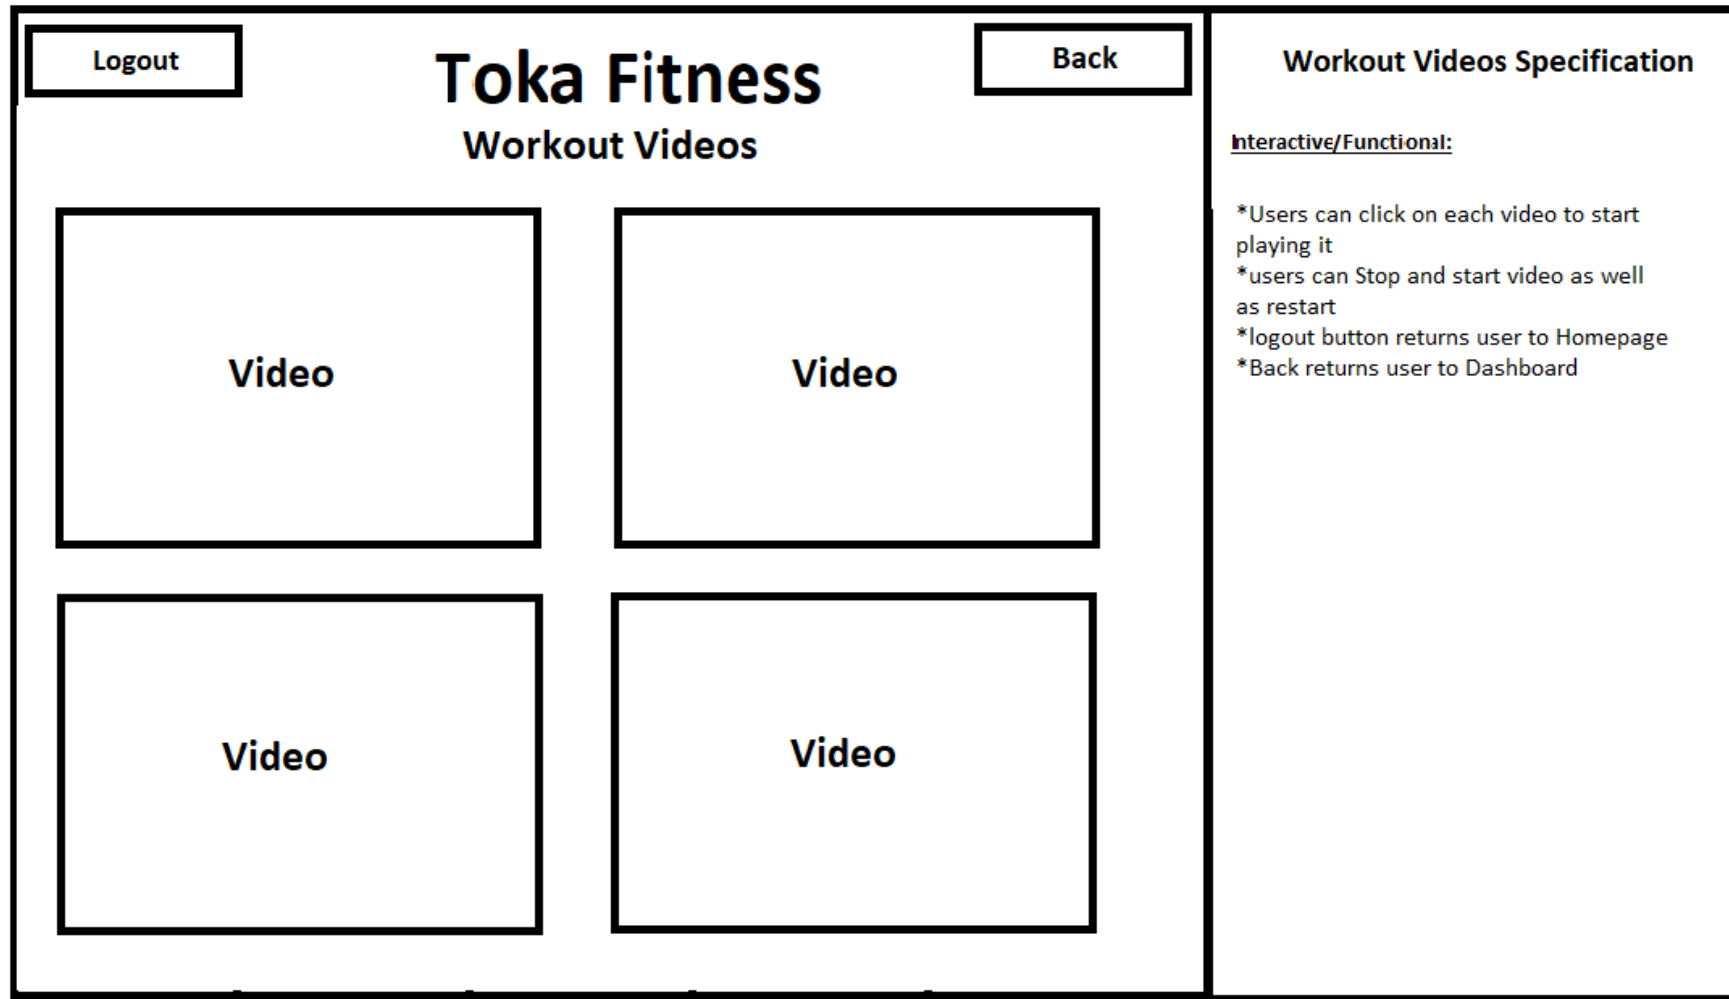 Logout
Toka Fitness
Back
Workout Videos
Video
Video
Video
Video
Workout Videos Specification
Interactive/Functional:
*Users can click on each video to start
playing it
*users can Stop and start video as well
as restart
*logout button returns user to Homepage
*Back returns user to Dashboard